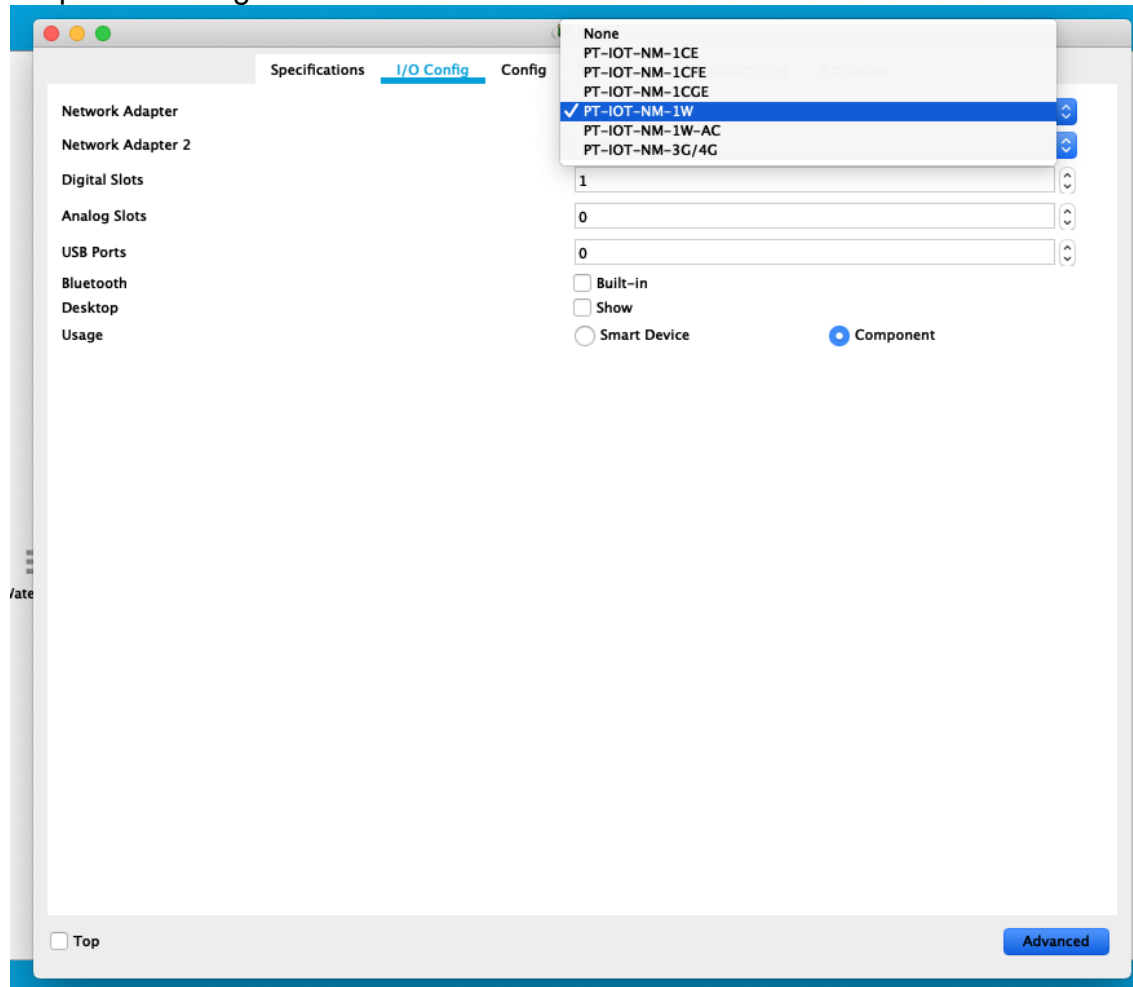 None
PT-IOT-NM-1CE
Specifications I/O Config Config PT-IOT-NM-1CFE
PT-IOT-NM-1CGE
Network Adapter ✓ PT-IOT-NM-1W
PT-IOT-NM-1W-AC
Network Adapter 2 PT-IOT-NM-3G/4G
Digital Slots 1
Analog Slots 0
USB Ports 0
Bluetooth Built-in
Desktop Show
Usage Smart Device Component
Top Advanced